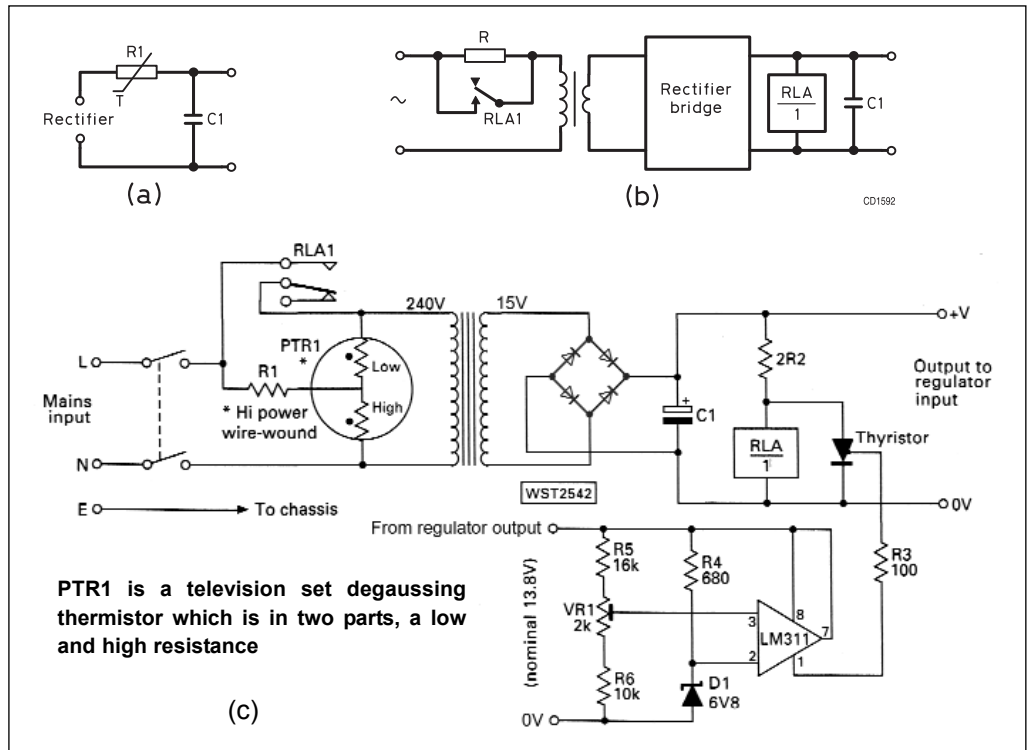 R1
T
Rectifier
C1
(a)
R
~
RLA1
Rectifier
bridge
RLA
1
C1
(b)
CD1592
RLA1
240V
15V
L
PTR1
*
Low
R1
High
Mains
input
* Hi power
wire-wound
N
E
To chassis
+
C1
WST2542
2R2
+V
Output to
regulator
input
Thyristor
RLA
1
0V
From regulator output
R5
16k
R4
680
R3
100
VR1
2k
(nominal 13.8V)
3
8
LM311
7
2
1
R6
10k
D1
6V8
0V
PTR1 is a television set degaussing
thermistor which is in two parts, a low
and high resistance
(c)